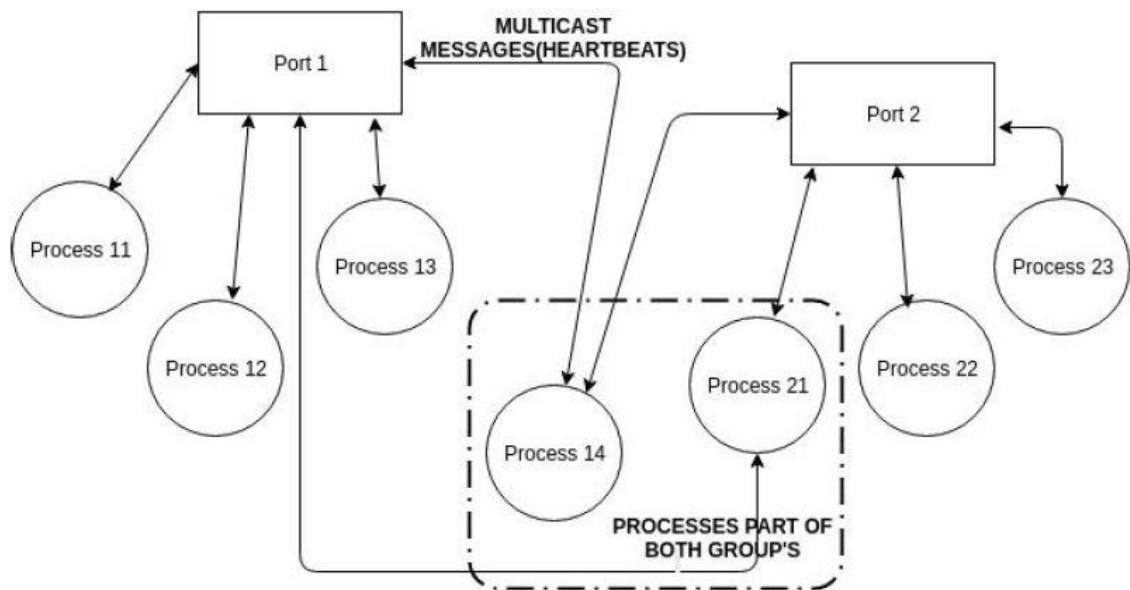 MULTICAST
MESSAGES(HEARTBEATS)
Port 1
Port 2
Process 11
Process 13
Process 23
Process 12
Process 21
Process 22
Process 14
PROCESSES PART OF
BOTH GROUP'S